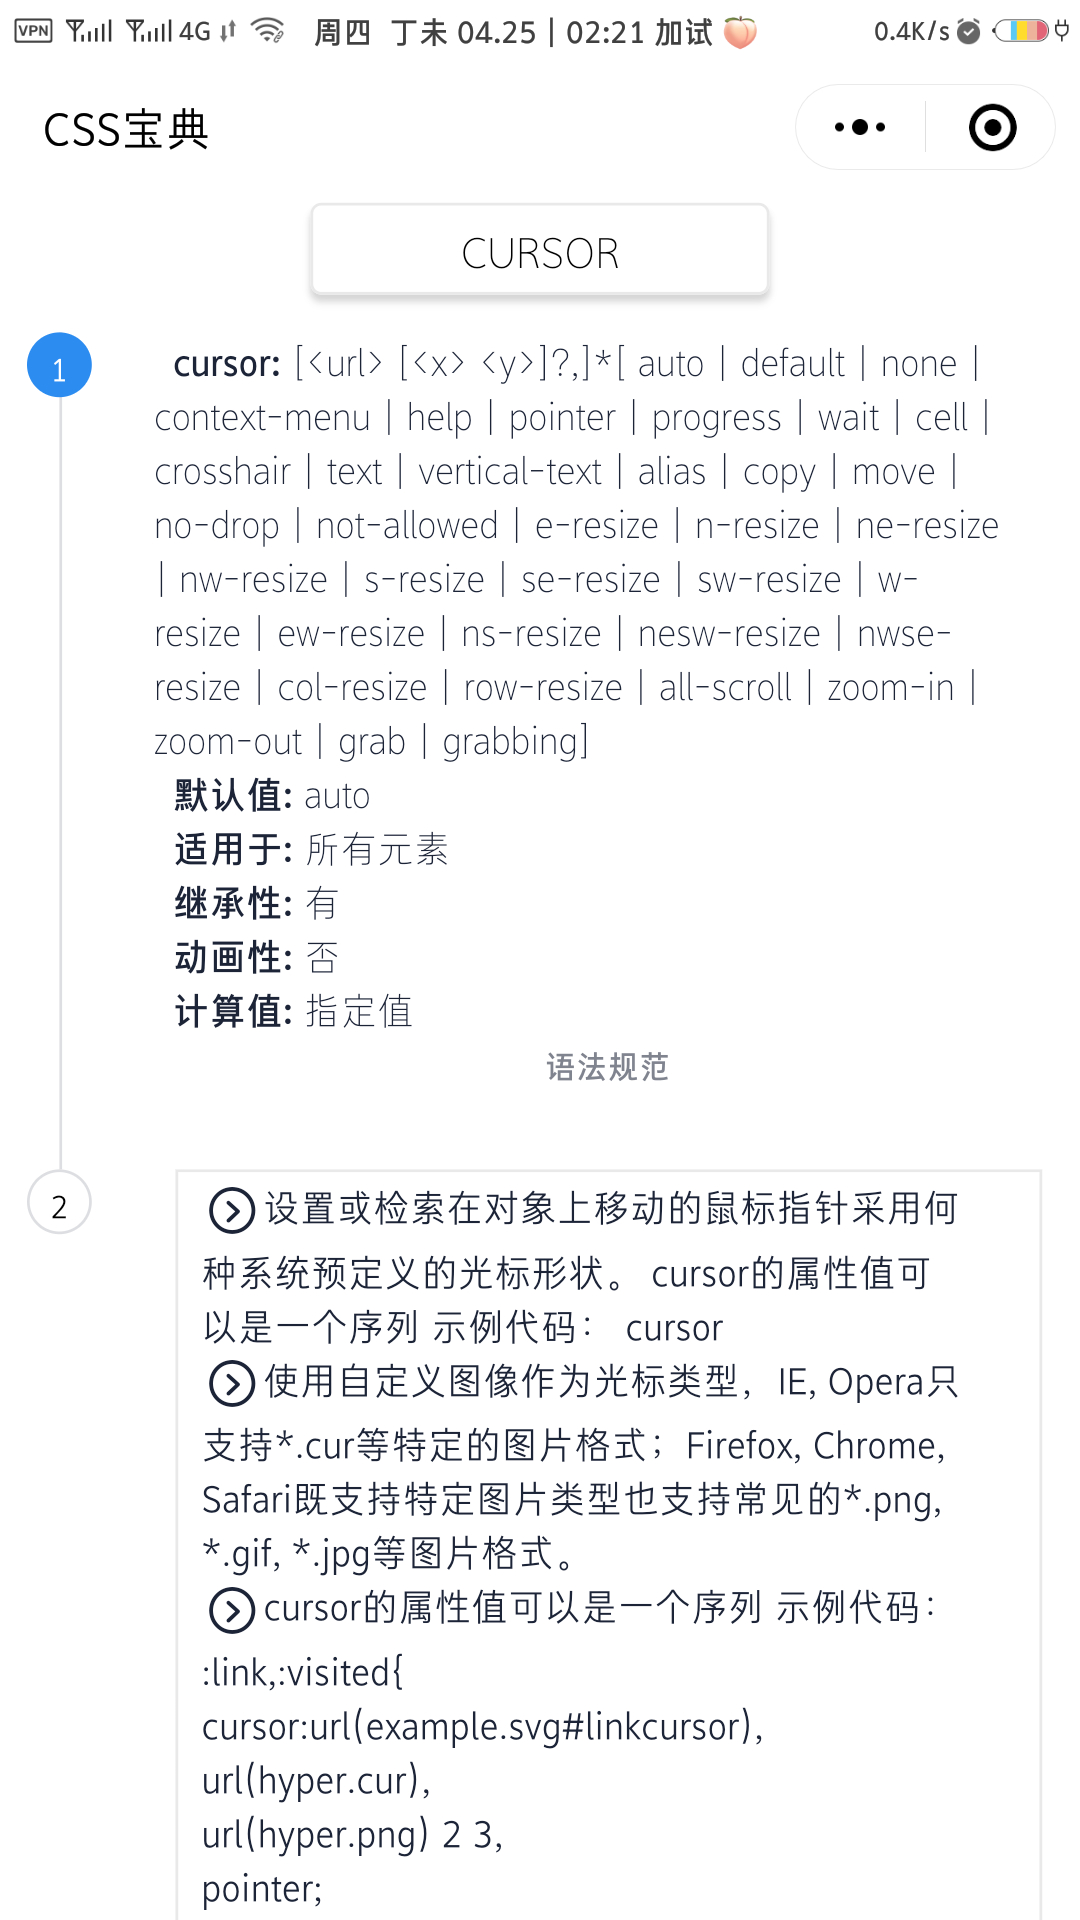 VPN 4G 周四 丁未 04.25 | 02:21 加试 🍑 0.4K/s
CSS宝典
CURSOR
1
cursor: [<url> [<x> <y>]?,]*[ auto | default | none |
context-menu | help | pointer | progress | wait | cell |
crosshair | text | vertical-text | alias | copy | move |
no-drop | not-allowed | e-resize | n-resize | ne-resize
| nw-resize | s-resize | se-resize | sw-resize | w-
resize | ew-resize | ns-resize | nesw-resize | nwse-
resize | col-resize | row-resize | all-scroll | zoom-in |
zoom-out | grab | grabbing]
默认值: auto
适用于: 所有元素
继承性: 有
动画性: 否
计算值: 指定值
语法规范
2
设置或检索在对象上移动的鼠标指针采用何
种系统预定义的光标形状。 cursor的属性值可
以是一个序列 示例代码： cursor
使用自定义图像作为光标类型，IE, Opera只
支持*.cur等特定的图片格式；Firefox, Chrome,
Safari既支持特定图片类型也支持常见的*.png,
*.gif, *.jpg等图片格式。
cursor的属性值可以是一个序列 示例代码：
:link,:visited{
cursor:url(example.svg#linkcursor),
url(hyper.cur),
url(hyper.png) 2 3,
pointer;